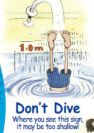 1.0m
Don't Dive
Where you see this sign,
it may be too shallow!